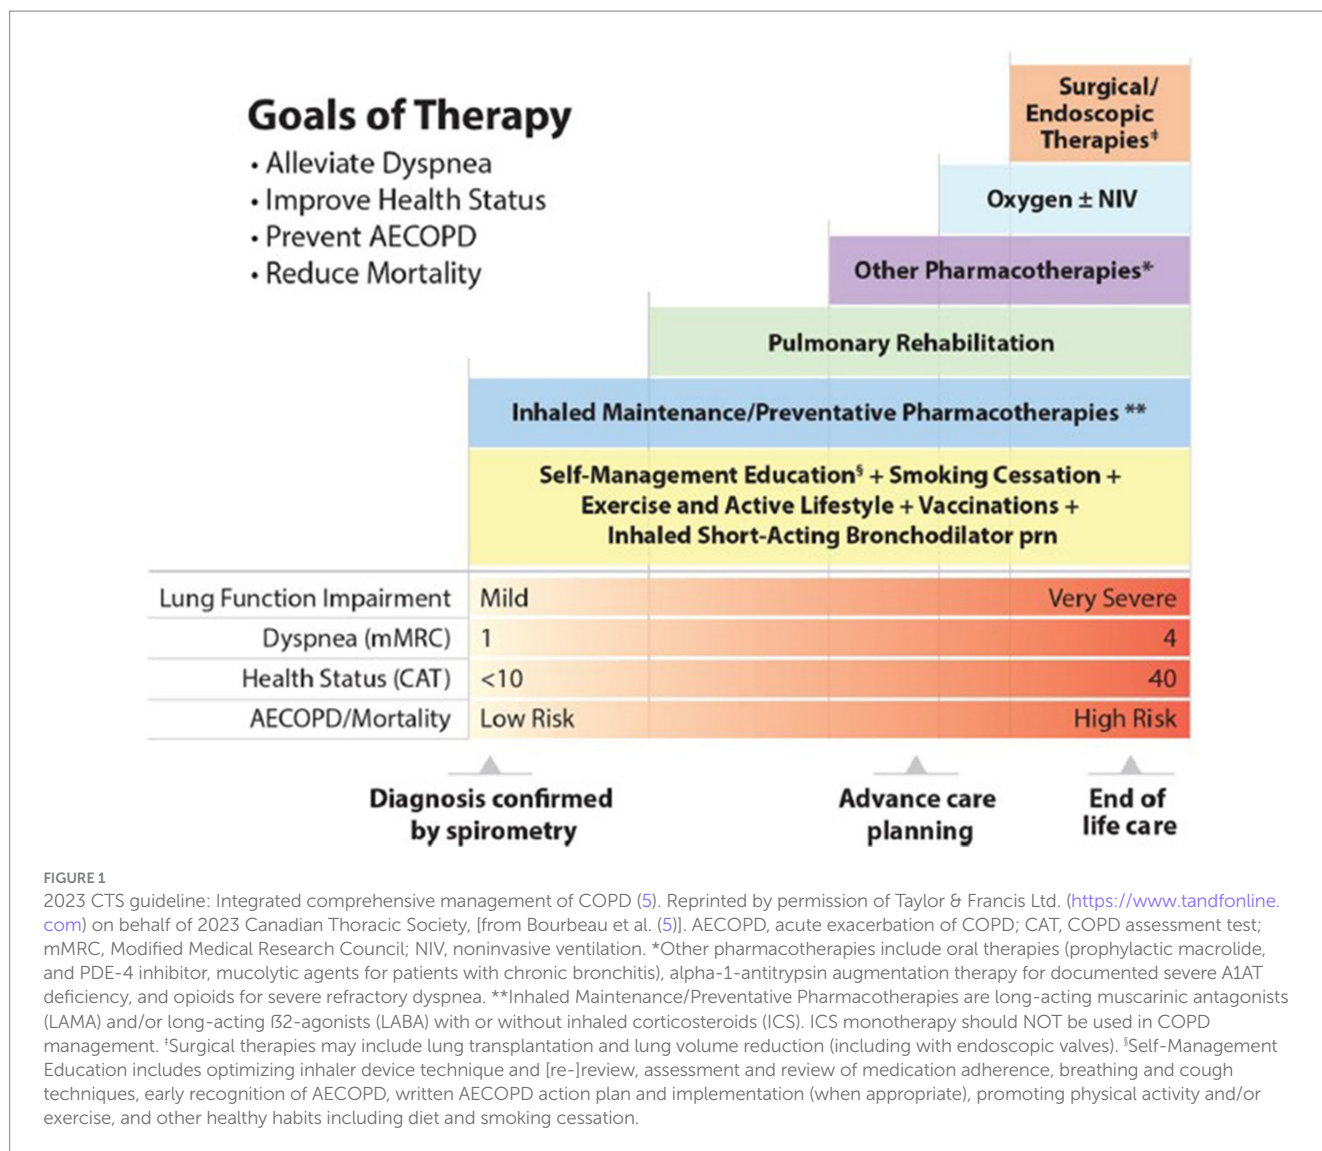 Goals of Therapy
• Alleviate Dyspnea
• Improve Health Status
• Prevent AECOPD
• Reduce Mortality
Surgical/
Endoscopic
Therapies‡
Oxygen ± NIV
Other Pharmacotherapies*
Pulmonary Rehabilitation
Inhaled Maintenance/Preventative Pharmacotherapies **
Self-Management Education§ + Smoking Cessation +
Exercise and Active Lifestyle + Vaccinations +
Inhaled Short-Acting Bronchodilator prn
Lung Function Impairment Mild Very Severe
Dyspnea (mMRC) 1 4
Health Status (CAT) <10 40
AECOPD/Mortality Low Risk High Risk
Diagnosis confirmed
by spirometry
Advance care
planning
End of
life care
FIGURE 1
2023 CTS guideline: Integrated comprehensive management of COPD (5). Reprinted by permission of Taylor & Francis Ltd. (https://www.tandfonline.
com) on behalf of 2023 Canadian Thoracic Society, [from Bourbeau et al. (5)]. AECOPD, acute exacerbation of COPD; CAT, COPD assessment test;
mMRC, Modified Medical Research Council; NIV, noninvasive ventilation. *Other pharmacotherapies include oral therapies (prophylactic macrolide,
and PDE-4 inhibitor, mucolytic agents for patients with chronic bronchitis), alpha-1-antitrypsin augmentation therapy for documented severe A1AT
deficiency, and opioids for severe refractory dyspnea. **Inhaled Maintenance/Preventative Pharmacotherapies are long-acting muscarinic antagonists
(LAMA) and/or long-acting ß2-agonists (LABA) with or without inhaled corticosteroids (ICS). ICS monotherapy should NOT be used in COPD
management. ‡Surgical therapies may include lung transplantation and lung volume reduction (including with endoscopic valves). §Self-Management
Education includes optimizing inhaler device technique and [re-]review, assessment and review of medication adherence, breathing and cough
techniques, early recognition of AECOPD, written AECOPD action plan and implementation (when appropriate), promoting physical activity and/or
exercise, and other healthy habits including diet and smoking cessation.